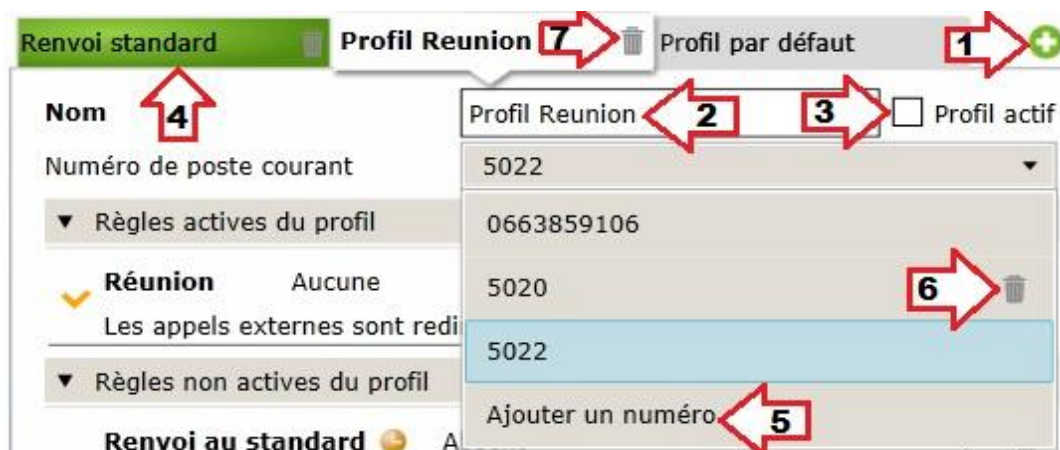 Renvoi standard Profil Reunion 7 Profil par défaut 1
Nom 4 Profil Reunion 2 3 Profil actif
Numéro de poste courant 5022
Règles actives du profil 0663859106
Réunion Aucune 5020 6
Les appels externes sont redi
5022
Règles non actives du profil
Ajouter un numéro 5
Renvoi au standard